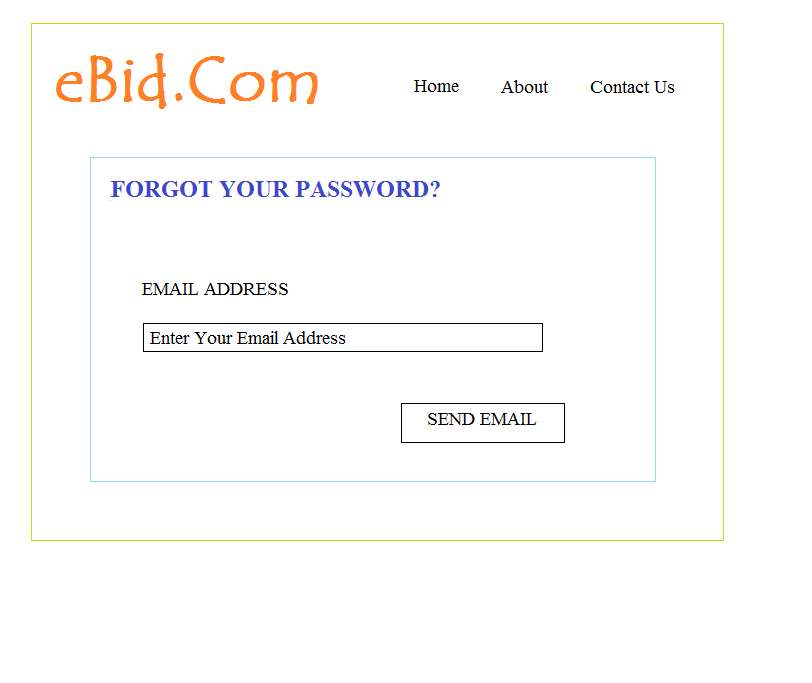 eBid.Com
Home About Contact Us
FORGOT YOUR PASSWORD?
EMAIL ADDRESS
Enter Your Email Address
SEND EMAIL